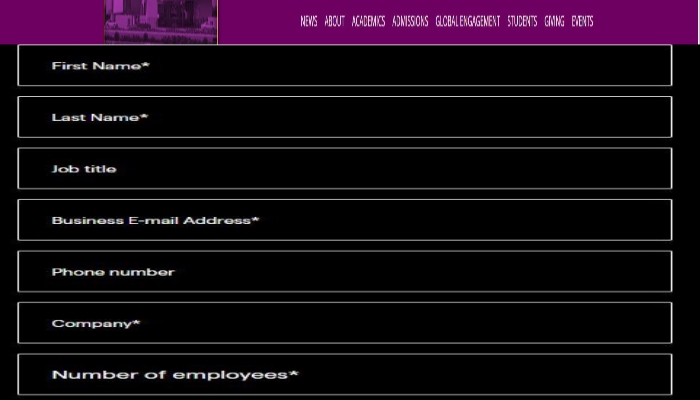 NEWS ABOUT ACADEMICS ADMISSIONS GLOBAL ENGAGEMENT STUDENTS GIVING EVENTS
First Name*
Last Name*
Job title
Business E-mail Address*
Phone number
Company*
Number of employees*